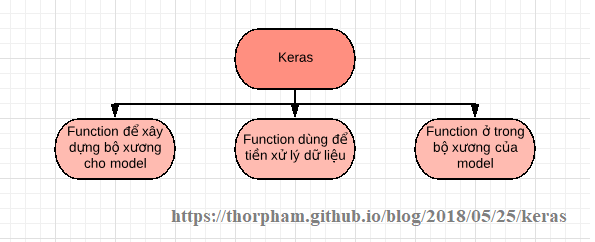 Keras
Function để xây
dựng bộ xương
cho model
Function dùng để
tiền xử lý dữ liệu
Function ở trong
bộ xương của
model
https://thorpham.github.io/blog/2018/05/25/keras